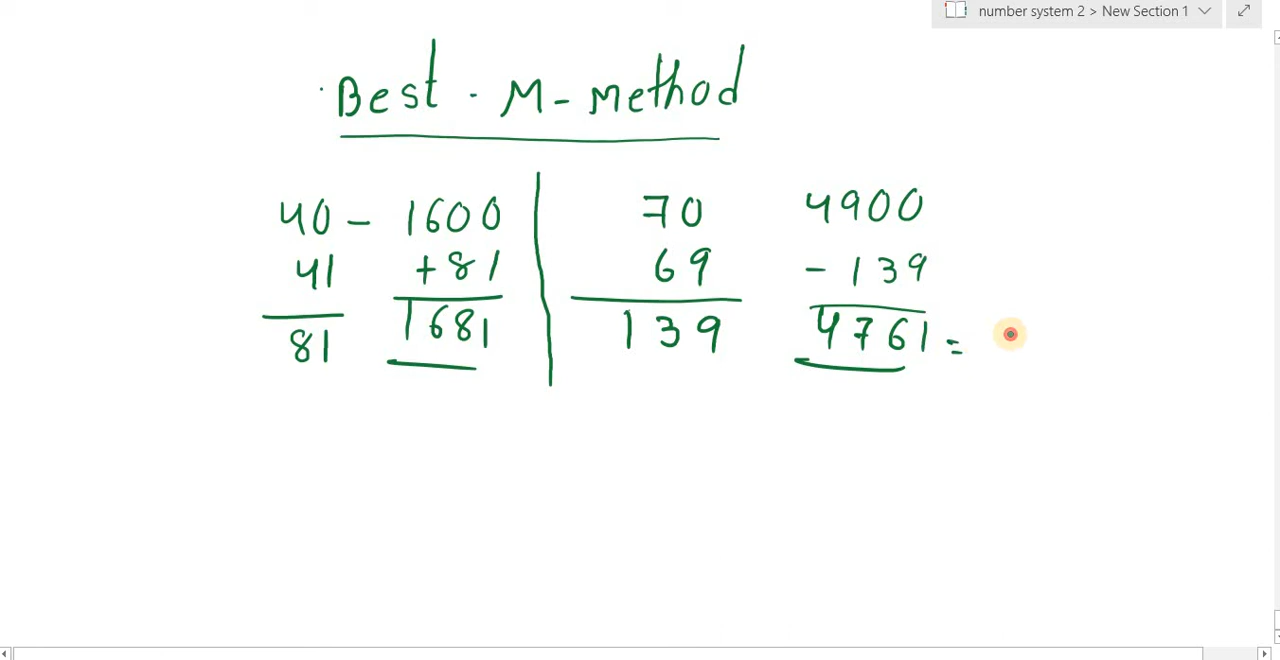 number system 2 > New Section 1
Best - M - Method
40 - 1600
41 +81
81 1681
70 4900
69 - 139
139 4761 =